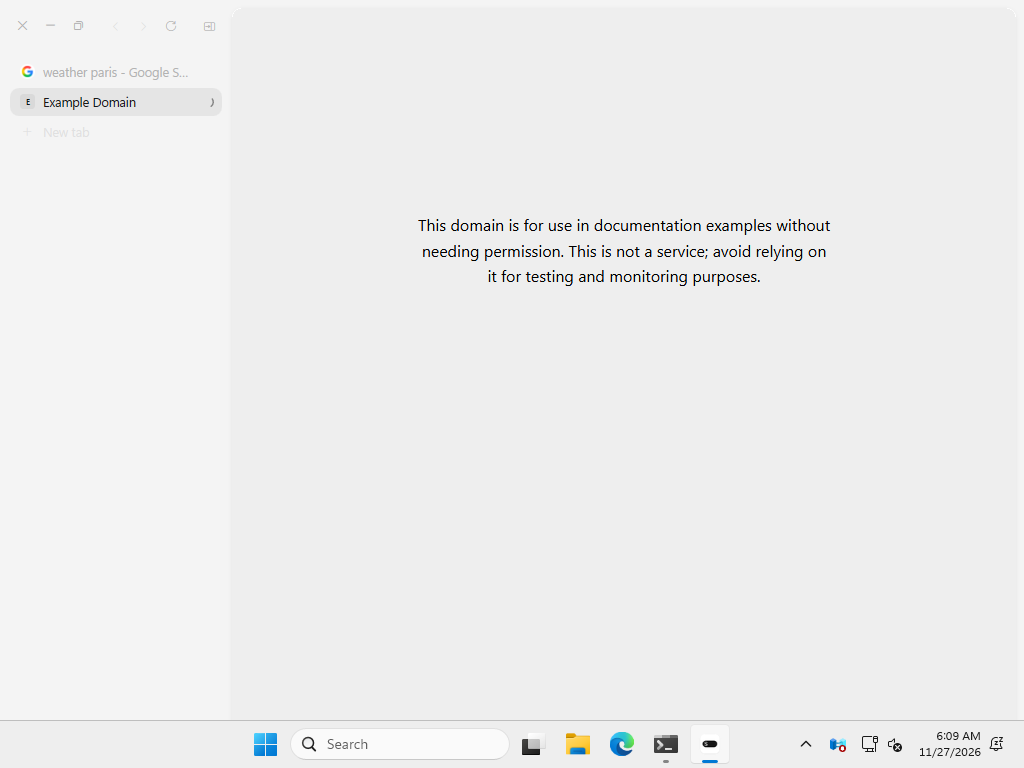 weather paris - Google S...
E Example Domain
New tab
This domain is for use in documentation examples without
needing permission. This is not a service; avoid relying on
it for testing and monitoring purposes.
Search
6:09 AM
11/27/2026